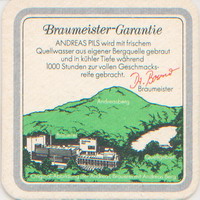 Braumeister-Garantie
ANDREAS PILS wird mit frischem
Quellwasser aus eigener Bergquelle gebraut
und in kühler Tiefe während
1000 Stunden zur vollen Geschmacks-
reife gebracht.
Braumeister